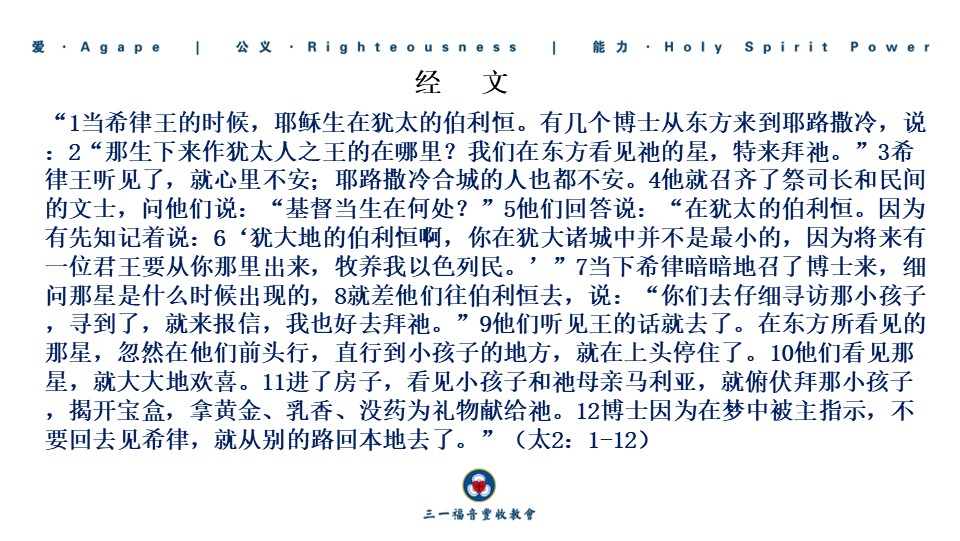 爱 · Agape | 公义 · Righteousness | 能力 · Holy Spirit Power
经 文
“1当希律王的时候，耶稣生在犹太的伯利恒。有几个博士从东方来到耶路撒冷，说
：2“那生下来作犹太人之王的在哪里？我们在东方看见祂的星，特来拜祂。”3希
律王听见了，就心里不安；耶路撒冷合城的人也都不安。4他就召齐了祭司长和民间
的文士，问他们说：“基督当生在何处？”5他们回答说：“在犹太的伯利恒。因为
有先知记着说：6‘犹大地的伯利恒啊，你在犹大诸城中并不是最小的，因为将来有
一位君王要从你那里出来，牧养我以色列民。’”7当下希律暗暗地召了博士来，细
问那星是什么时候出现的，8就差他们往伯利恒去，说：“你们去仔细寻访那小孩子
，寻到了，就来报信，我也好去拜祂。”9他们听见王的话就去了。在东方所看见的
那星，忽然在他们前头行，直行到小孩子的地方，就在上头停住了。10他们看见那
星，就大大地欢喜。11进了房子，看见小孩子和祂母亲马利亚，就俯伏拜那小孩子
，揭开宝盒，拿黄金、乳香、没药为礼物献给祂。12博士因为在梦中被主指示，不
要回去见希律，就从别的路回本地去了。”（太2：1-12）
三一福音豐收教會